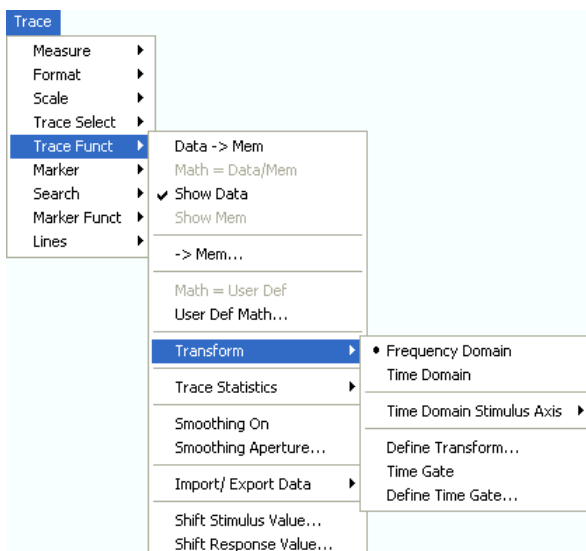 Trace
Measure
Format
Scale
Trace Select
Trace Funct
Marker
Search
Marker Funct
Lines
Data -> Mem
Math = Data/Mem
Show Data
Show Mem
-> Mem...
Math = User Def
User Def Math...
Transform
Trace Statistics
Smoothing On
Smoothing Aperture...
Import/ Export Data
Shift Stimulus Value...
Shift Response Value...
Frequency Domain
Time Domain
Time Domain Stimulus Axis
Define Transform...
Time Gate
Define Time Gate...